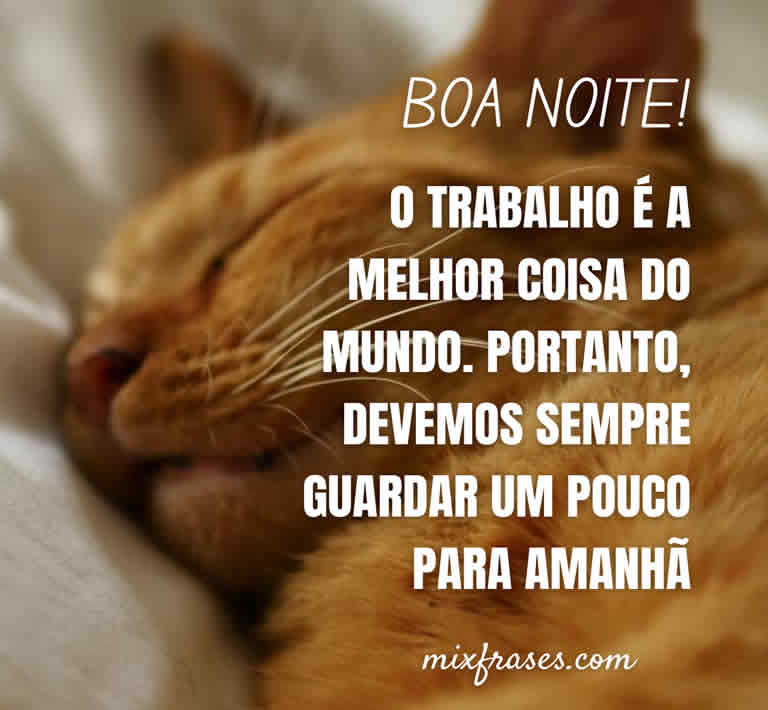 BOA NOITE!
O TRABALHO É A
MELHOR COISA DO
MUNDO. PORTANTO,
DEVEMOS SEMPRE
GUARDAR UM POUCO
PARA AMANHÃ
mixfrases.com